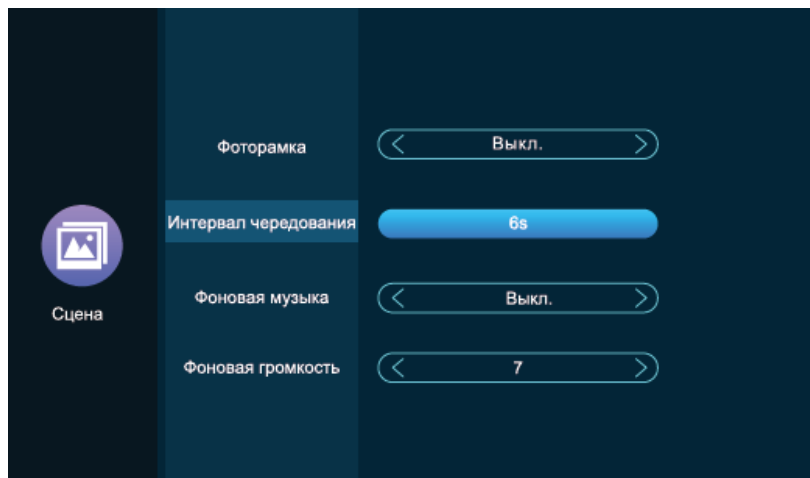 Фоторамка
Выкл.
Интервал чередования
6s
Сцена
Фоновая музыка
Выкл.
Фоновая громкость
7